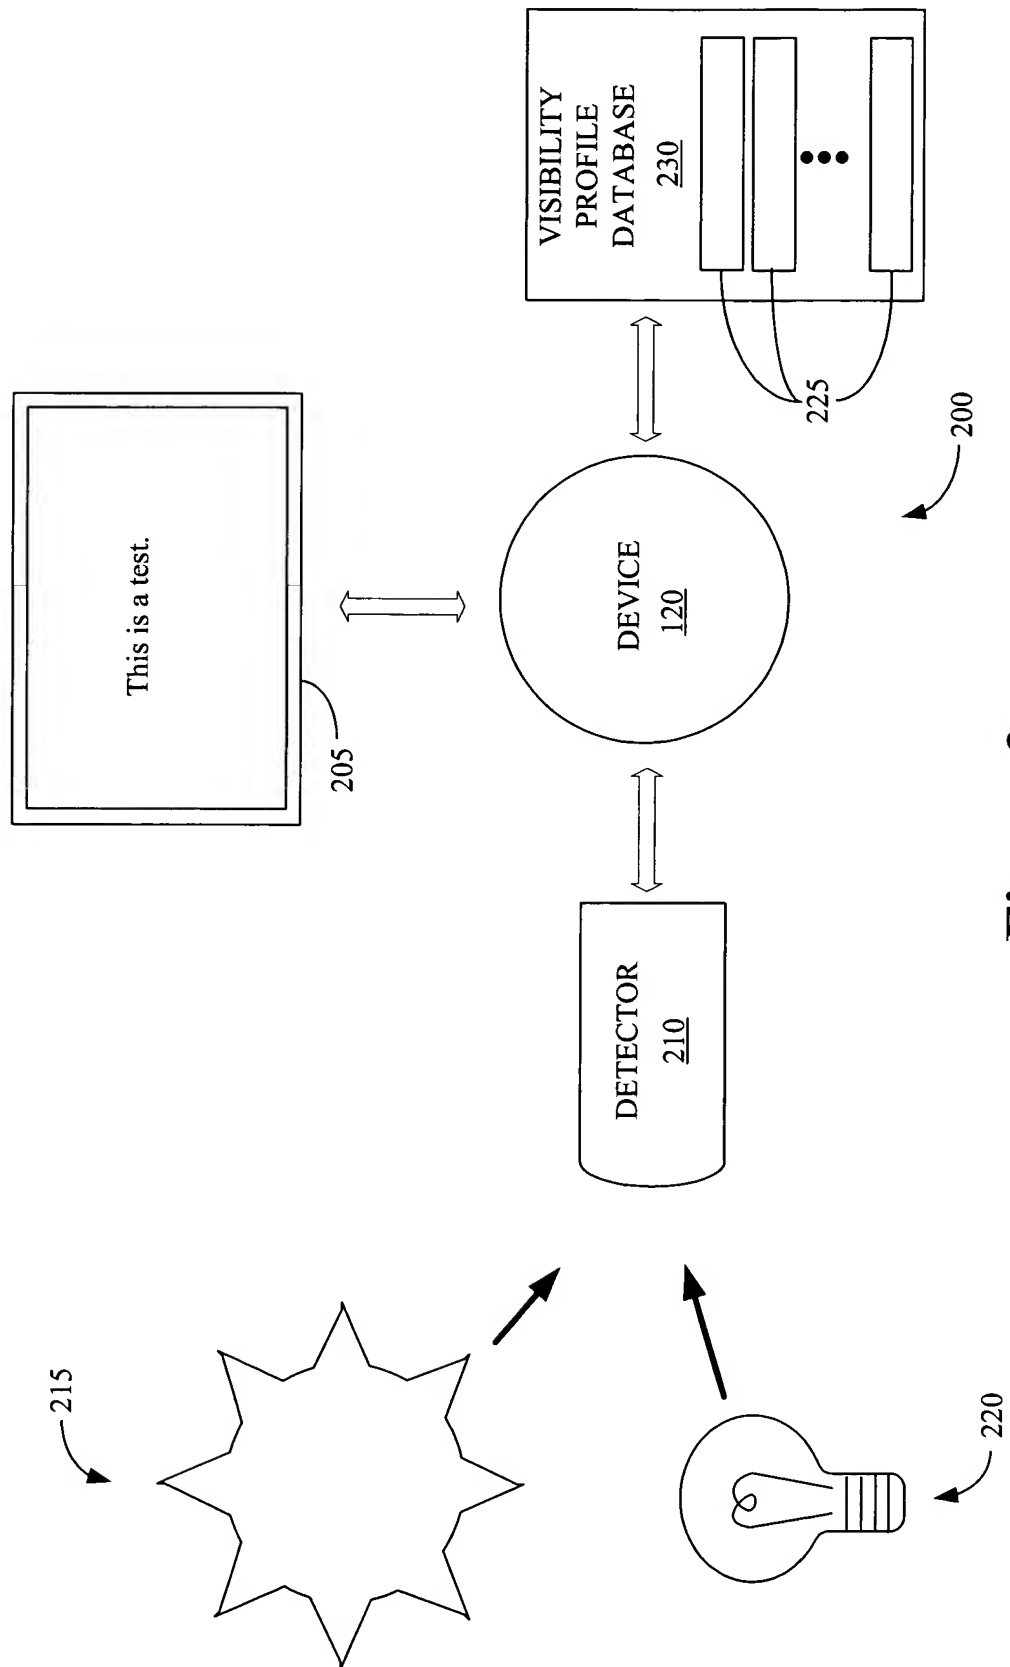 215
220
DETECTOR
210
This is a test.
205
DEVICE
120
200
VISIBILITY
PROFILE
DATABASE
230
225